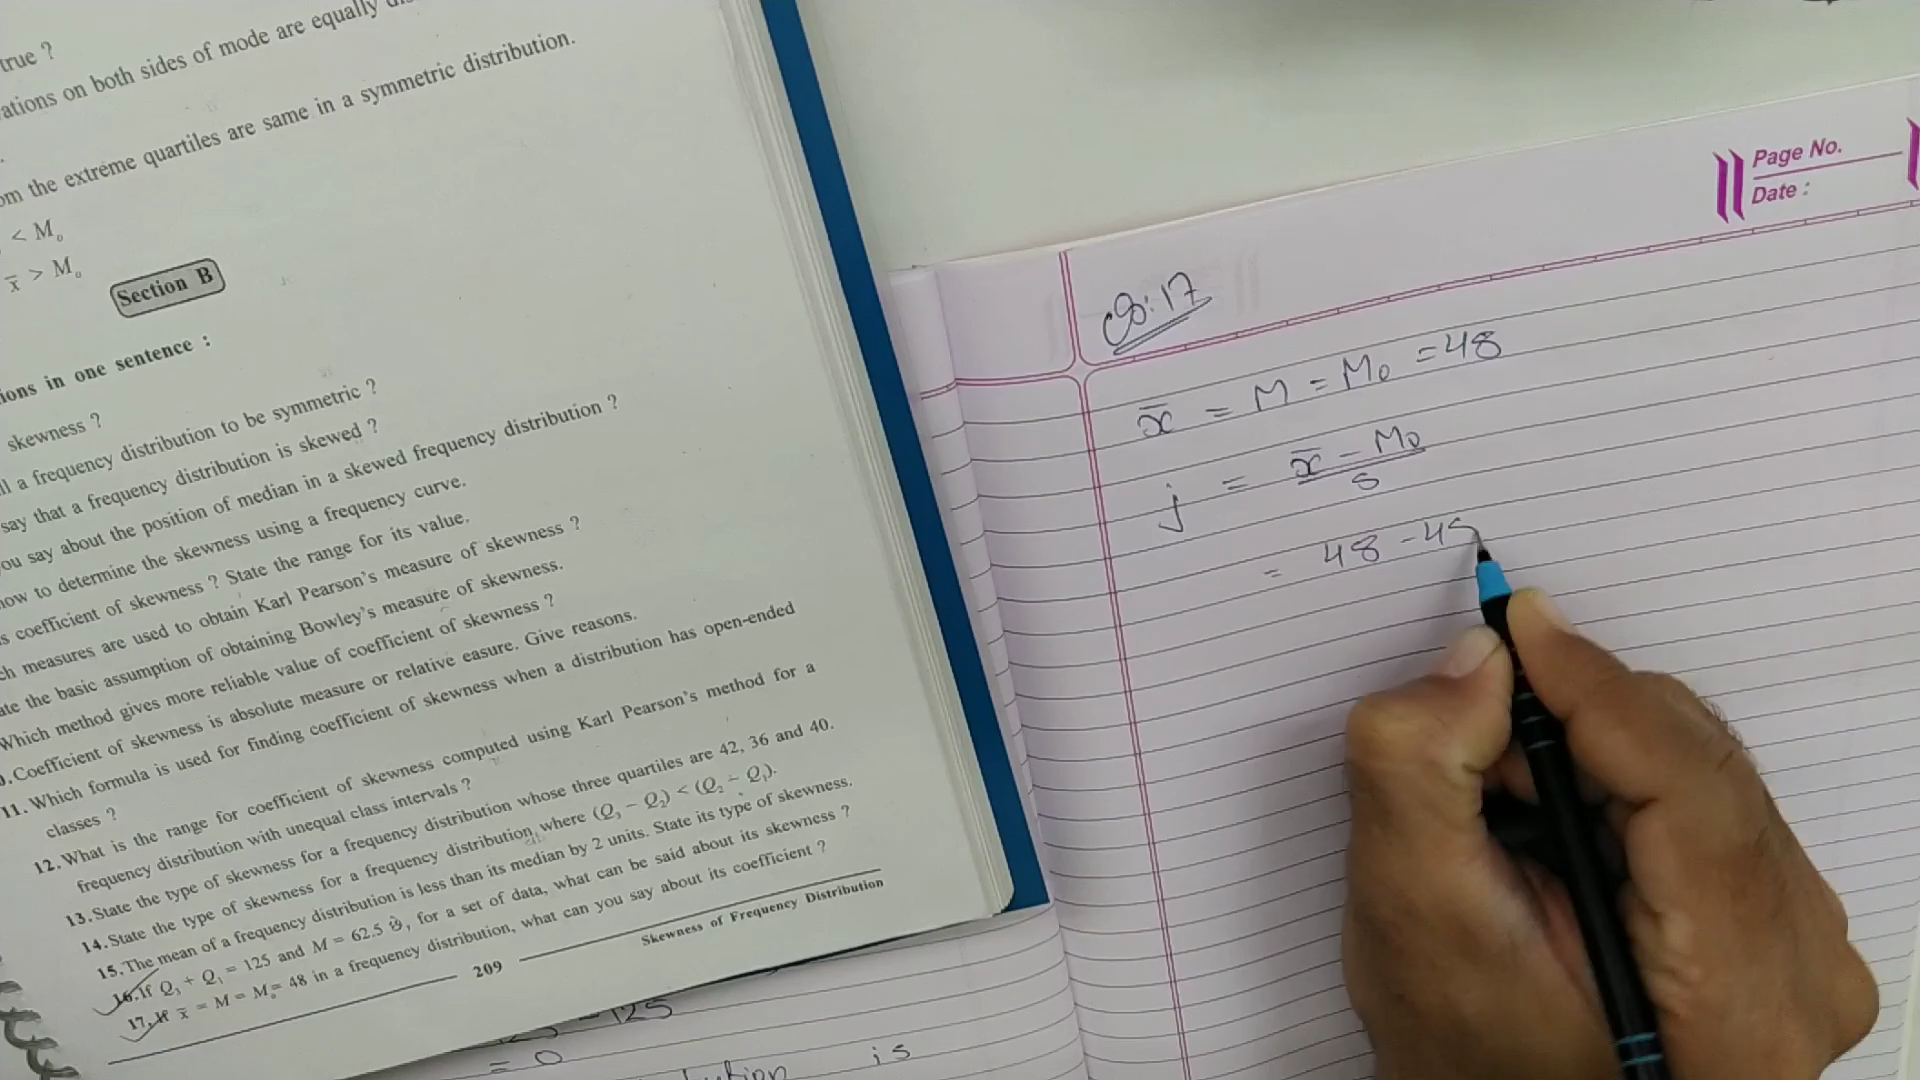 true ?
ations on both sides of mode are equally
om the extreme quartiles are same in a symmetric distribution.
< Mₒ
x̄ > Mₒ
Section B
ions in one sentence :
skewness ?
ll a frequency distribution to be symmetric ?
say that a frequency distribution is skewed ?
ou say about the position of median in a skewed frequency distribution ?
how to determine the skewness using a frequency curve.
s coefficient of skewness ? State the range for its value.
ch measures are used to obtain Karl Pearson's measure of skewness ?
ate the basic assumption of obtaining Bowley's measure of skewness.
Which method gives more reliable value of coefficient of skewness ?
0.Coefficient of skewness is absolute measure or relative easure. Give reasons.
11. Which formula is used for finding coefficient of skewness when a distribution has open-ended
classes ?
12. What is the range for coefficient of skewness computed using Karl Pearson's method for a
frequency distribution with unequal class intervals ?
13.State the type of skewness for a frequency distribution whose three quartiles are 42, 36 and 40.
14.State the type of skewness for a frequency distribution where (Q₃ − Q₂) < (Q₂ − Q₁).
15.The mean of a frequency distribution is less than its median by 2 units. State its type of skewness.
16.If Q₃ + Q₁ = 125 and M = 62.5 for a set of data, what can be said about its skewness ?
17. If x̄ = M = Mₒ= 48 in a frequency distribution, what can you say about its coefficient ?
209
Skewness of Frequency Distribution
Page No.
Date :
Q:17
x̄ = M = M₀ = 48
j = x̄ − M₀ / S
= 48 - 48
- 125
= 0
is